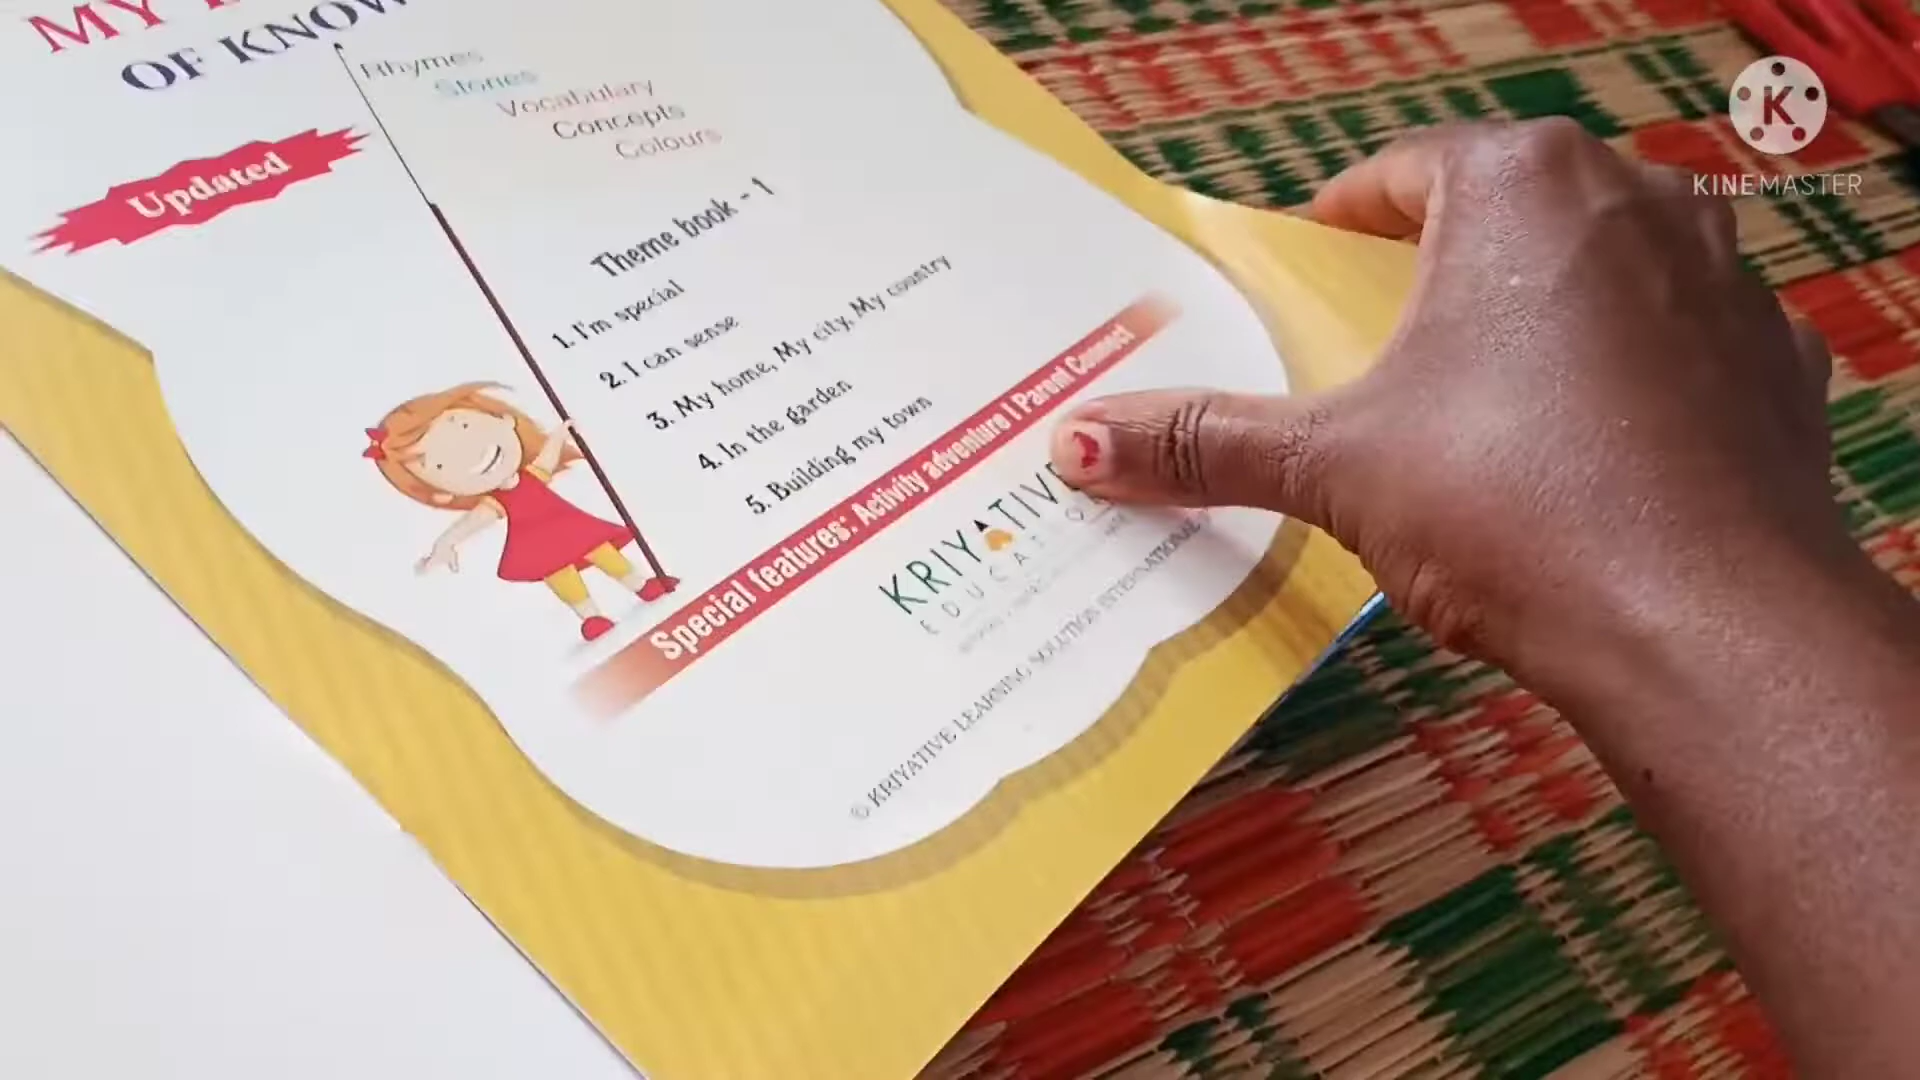 MY
OF KNOW
Rhymes
Stories
Vocabulary
Concepts
Colours
Updated
Theme book - 1
1. I'm special
2. I can sense
3. My home, My city, My country
4. In the garden
5. Building my town
Special features: Activity adventure | Parent Connect
KRIYATIVE
EDUCATIO
© KRIYATIVE LEARNING SOLUTION INTERNATIONAL
K
KINEMASTER